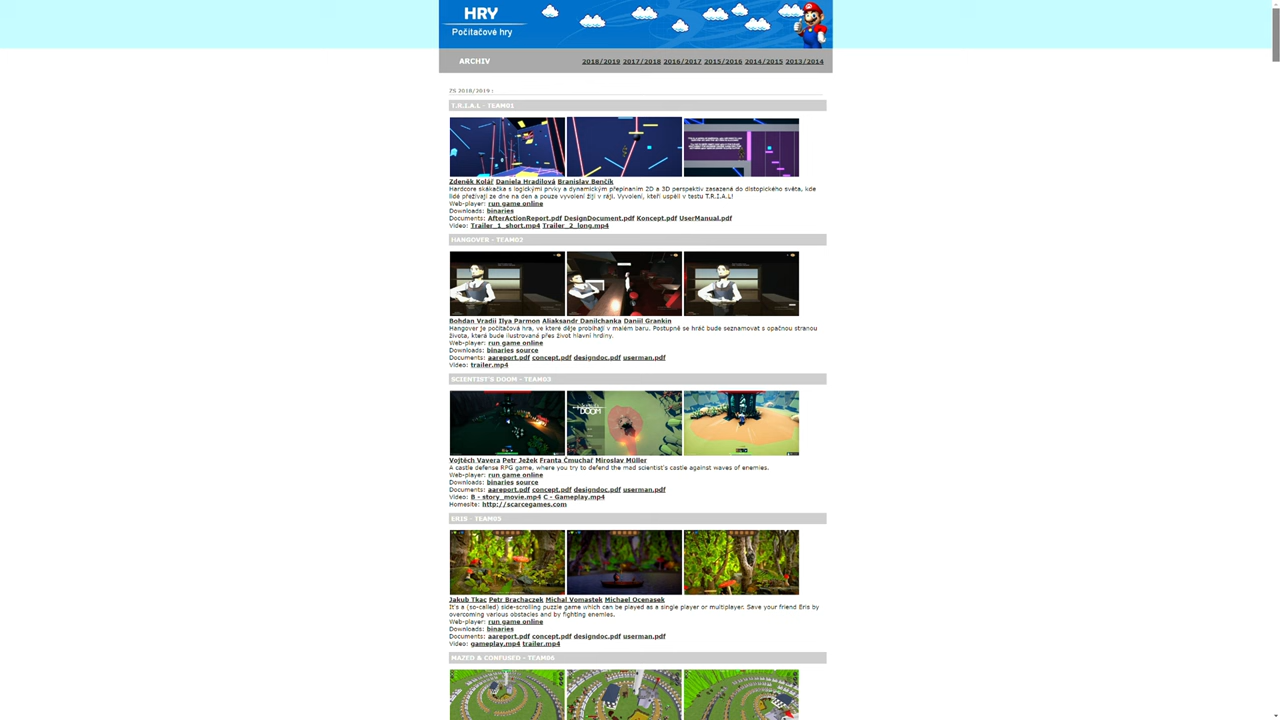 HRY
Počítačové hry
ARCHIV
2018/2019 2017/2018 2016/2017 2015/2016 2014/2015 2013/2014
ZS 2018/2019 :
T.R.I.A.L - TEAM01
Zdeněk Kolář Daniela Hradilová Branislav Benčík
Hardcore skákačka s logickými prvky a dynamickým přepínaním 2D a 3D perspektiv zasazená do distopického světa, kde
lidé přežívají ze dne na den a pouze vyvolení žijí v ráji. Vyvolení, kteří uspěli v testu T.R.I.A.L!
Web-player: run game online
Downloads: binaries
Documents: AfterActionReport.pdf DesignDocument.pdf Koncept.pdf UserManual.pdf
Video: Trailer_1_short.mp4 Trailer_2_long.mp4
HANGOVER - TEAM02
Bohdan Vradii Ilya Parmon Aliaksandr Danilchanka Daniil Grankin
Hangover je počítačová hra, ve které děje probíhají v malém baru. Postupně se hráč bude seznamovat s opačnou stranou
života, která bude ilustrovaná přes život hlavní hrdiny.
Web-player: run game online
Downloads: binaries source
Documents: aareport.pdf concept.pdf designdoc.pdf userman.pdf
Video: trailer.mp4
SCIENTIST'S DOOM - TEAM03
DOOM
Vojtěch Vavera Petr Ježek Franta Čmuchař Miroslav Müller
A castle defense RPG game, where you try to defend the mad scientist's castle against waves of enemies.
Web-player: run game online
Downloads: binaries source
Documents: aareport.pdf concept.pdf designdoc.pdf userman.pdf
Video: B - story_movie.mp4 C - Gameplay.mp4
Homesite: http://scarcegames.com
ERIS - TEAM05
Jakub Tkac Petr Brachaczek Michal Vomastek Michael Ocenasek
It's a (so-called) side-scrolling puzzle game which can be played as a single player or multiplayer. Save your friend Eris by
overcoming various obstacles and by fighting enemies.
Web-player: run game online
Downloads: binaries
Documents: aareport.pdf concept.pdf designdoc.pdf userman.pdf
Video: gameplay.mp4 trailer.mp4
MAZED & CONFUSED - TEAM06